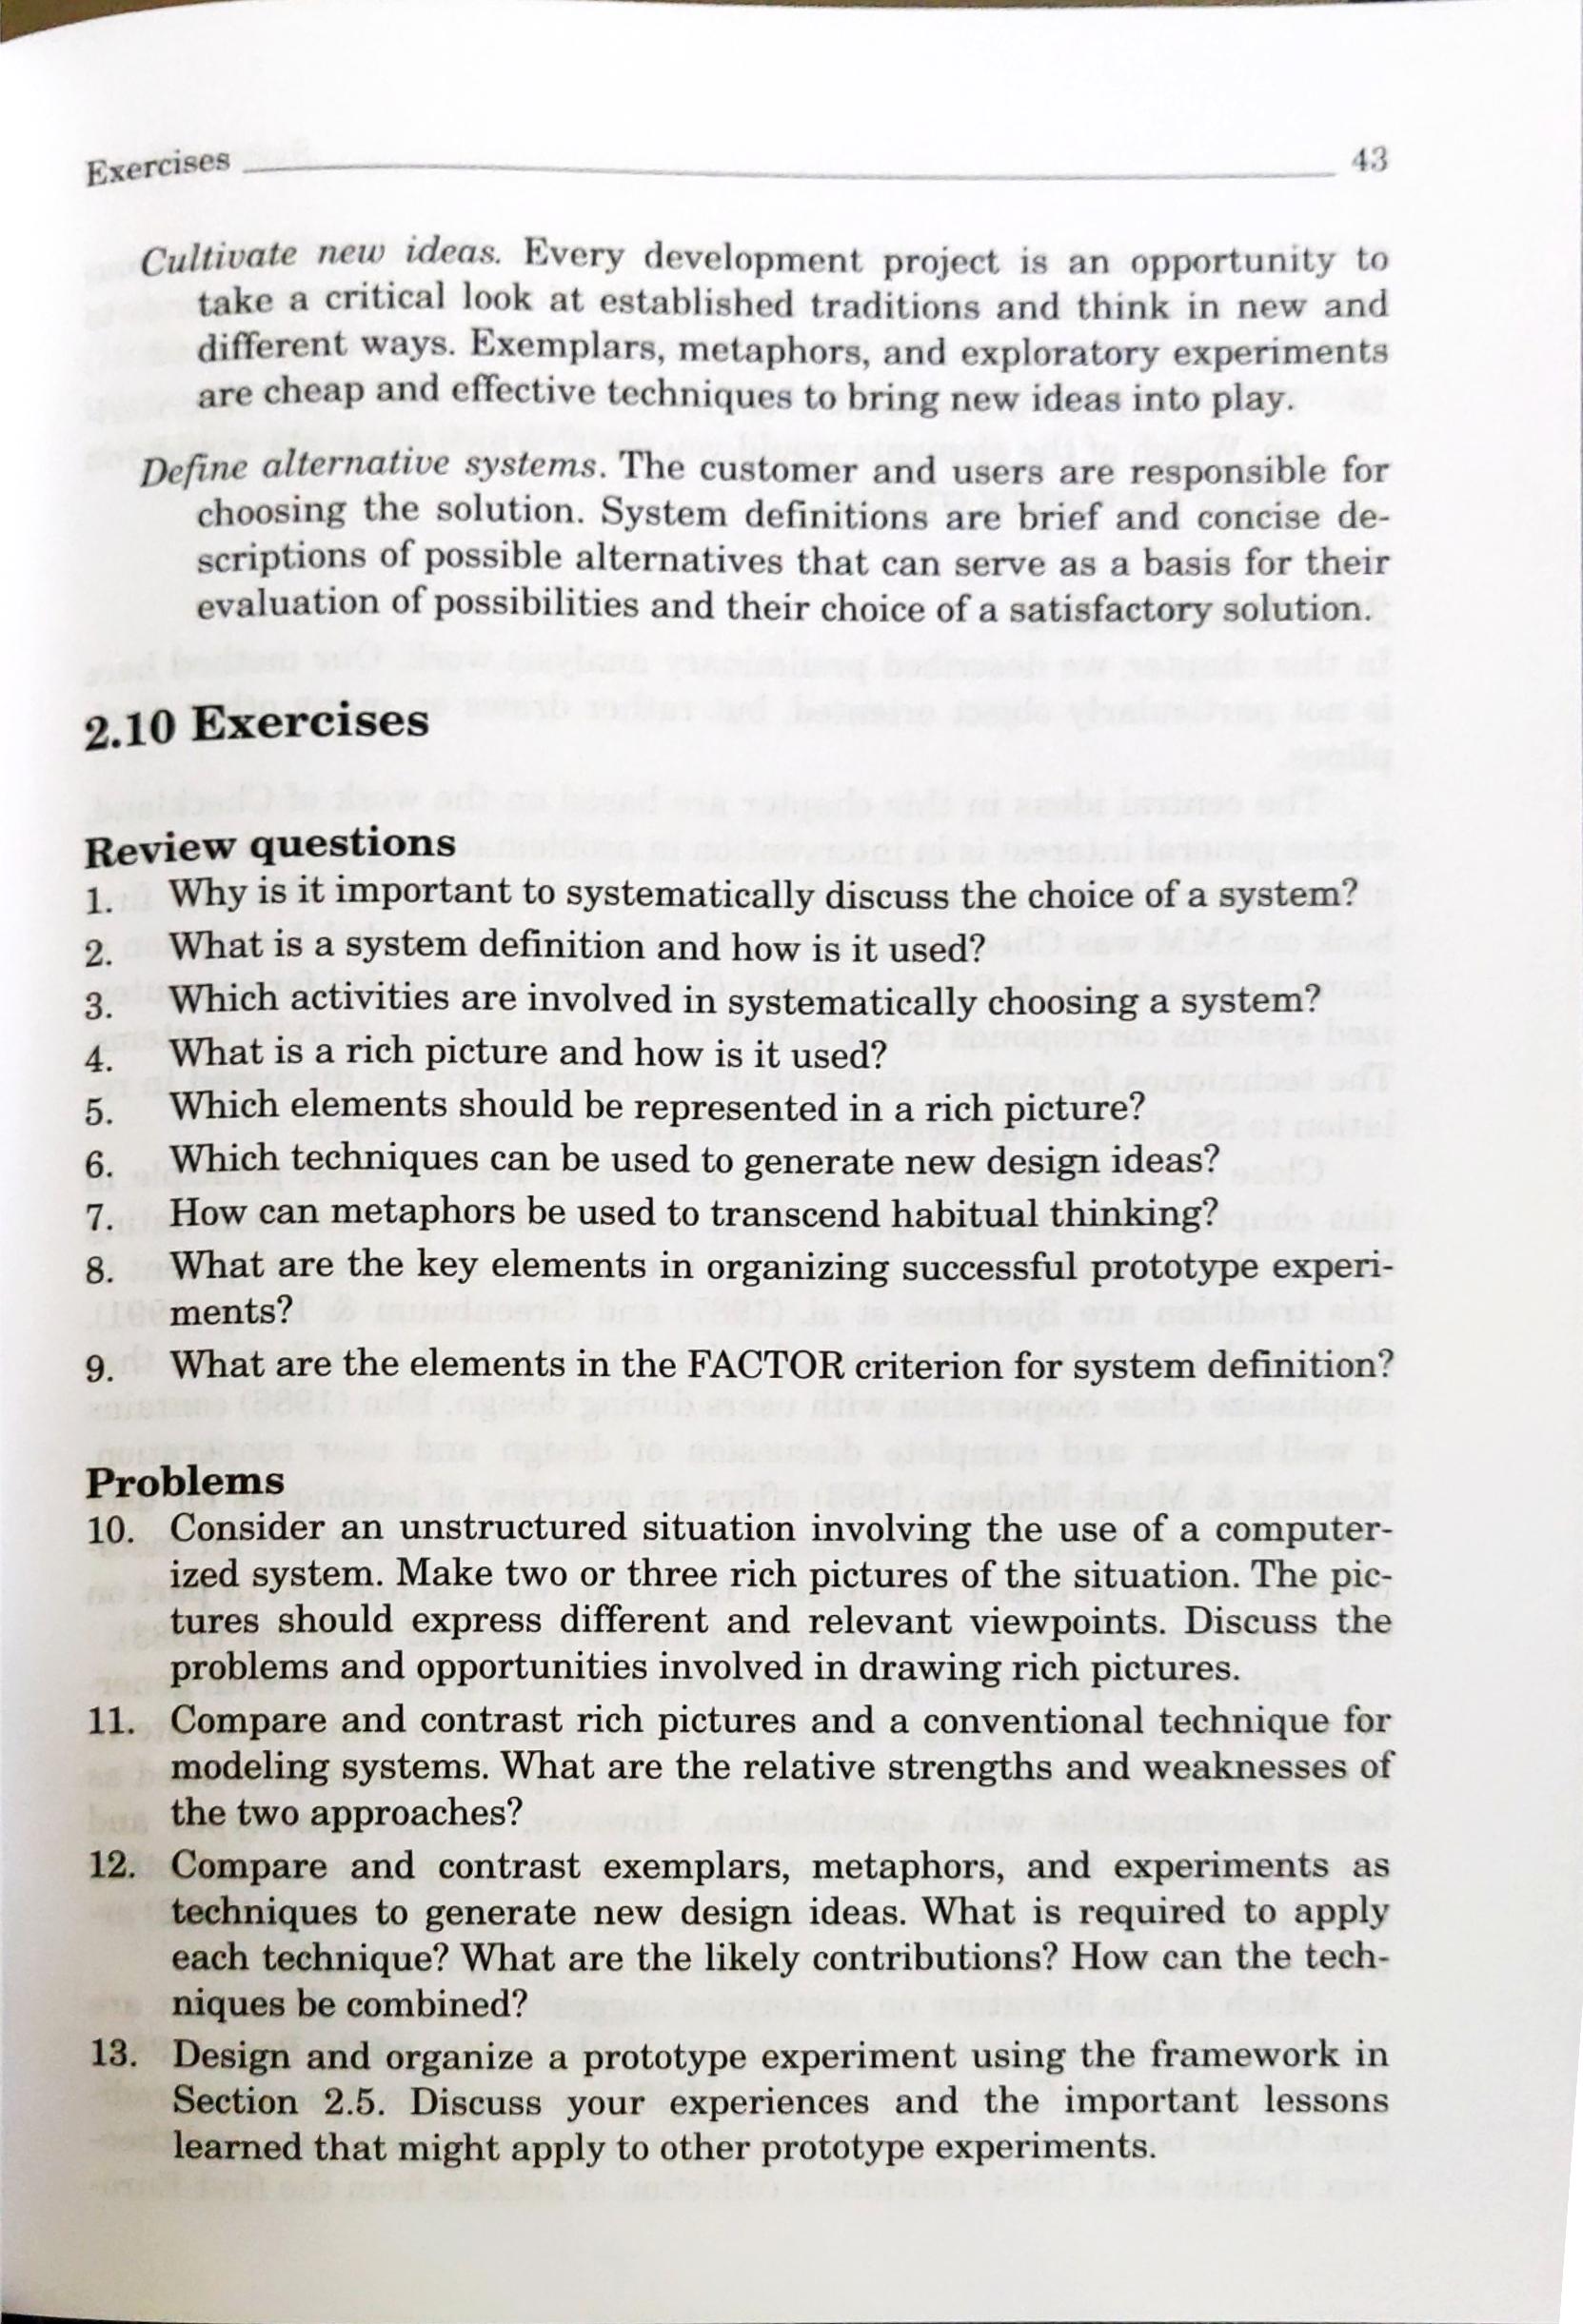 Exercises 43
Cultivate new ideas. Every development project is an opportunity to
take a critical look at established traditions and think in new and
different ways. Exemplars, metaphors, and exploratory experiments
are cheap and effective techniques to bring new ideas into play.
Define alternative systems. The customer and users are responsible for
choosing the solution. System definitions are brief and concise de-
scriptions of possible alternatives that can serve as a basis for their
evaluation of possibilities and their choice of a satisfactory solution.
2.10 Exercises
Review questions
1. Why is it important to systematically discuss the choice of a system?
2. What is a system definition and how is it used?
3. Which activities are involved in systematically choosing a system?
4. What is a rich picture and how is it used?
5. Which elements should be represented in a rich picture?
6. Which techniques can be used to generate new design ideas?
7. How can metaphors be used to transcend habitual thinking?
8. What are the key elements in organizing successful prototype experi-
ments?
9. What are the elements in the FACTOR criterion for system definition?
Problems
10. Consider an unstructured situation involving the use of a computer-
ized system. Make two or three rich pictures of the situation. The pic-
tures should express different and relevant viewpoints. Discuss the
problems and opportunities involved in drawing rich pictures.
11. Compare and contrast rich pictures and a conventional technique for
modeling systems. What are the relative strengths and weaknesses of
the two approaches?
12. Compare and contrast exemplars, metaphors, and experiments as
techniques to generate new design ideas. What is required to apply
each technique? What are the likely contributions? How can the tech-
niques be combined?
13. Design and organize a prototype experiment using the framework in
Section 2.5. Discuss your experiences and the important lessons
learned that might apply to other prototype experiments.